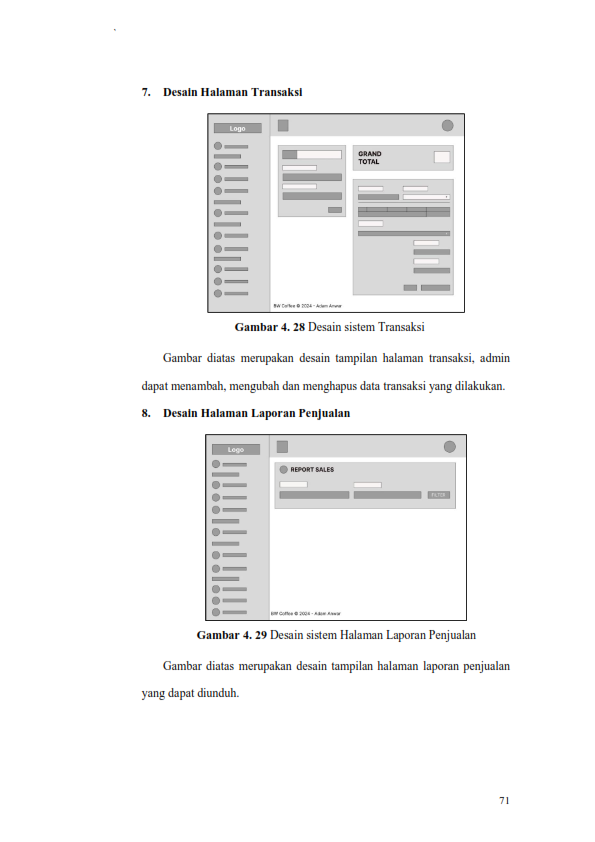 7. Desain Halaman Transaksi
Logo
GRAND
TOTAL
BW Coffee © 2024 - Adam Anwar
Gambar 4. 28 Desain sistem Transaksi
Gambar diatas merupakan desain tampilan halaman transaksi, admin
dapat menambah, mengubah dan menghapus data transaksi yang dilakukan.
8. Desain Halaman Laporan Penjualan
Logo
REPORT SALES
FILTER
BW Coffee © 2024 - Adam Anwar
Gambar 4. 29 Desain sistem Halaman Laporan Penjualan
Gambar diatas merupakan desain tampilan halaman laporan penjualan
yang dapat diunduh.
71